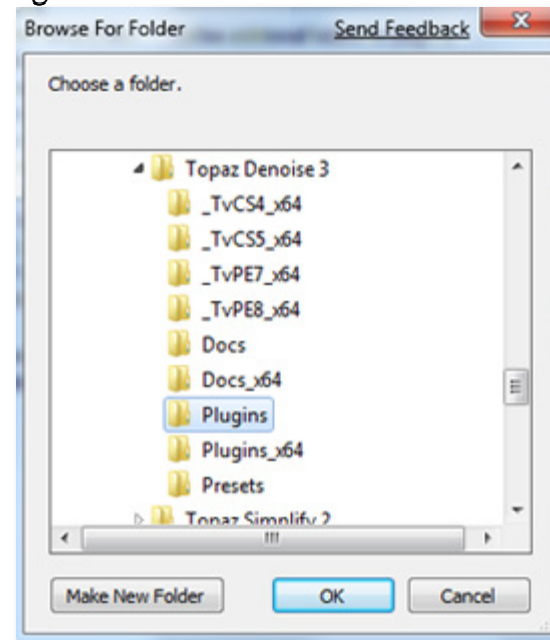 Browse For Folder
Send Feedback
Choose a folder.
Topaz Denoise 3
_TvCS4_x64
_TvCS5_x64
_TvPE7_x64
_TvPE8_x64
Docs
Docs_x64
Plugins
Plugins_x64
Presets
Topaz Simplify 2
Make New Folder
OK
Cancel